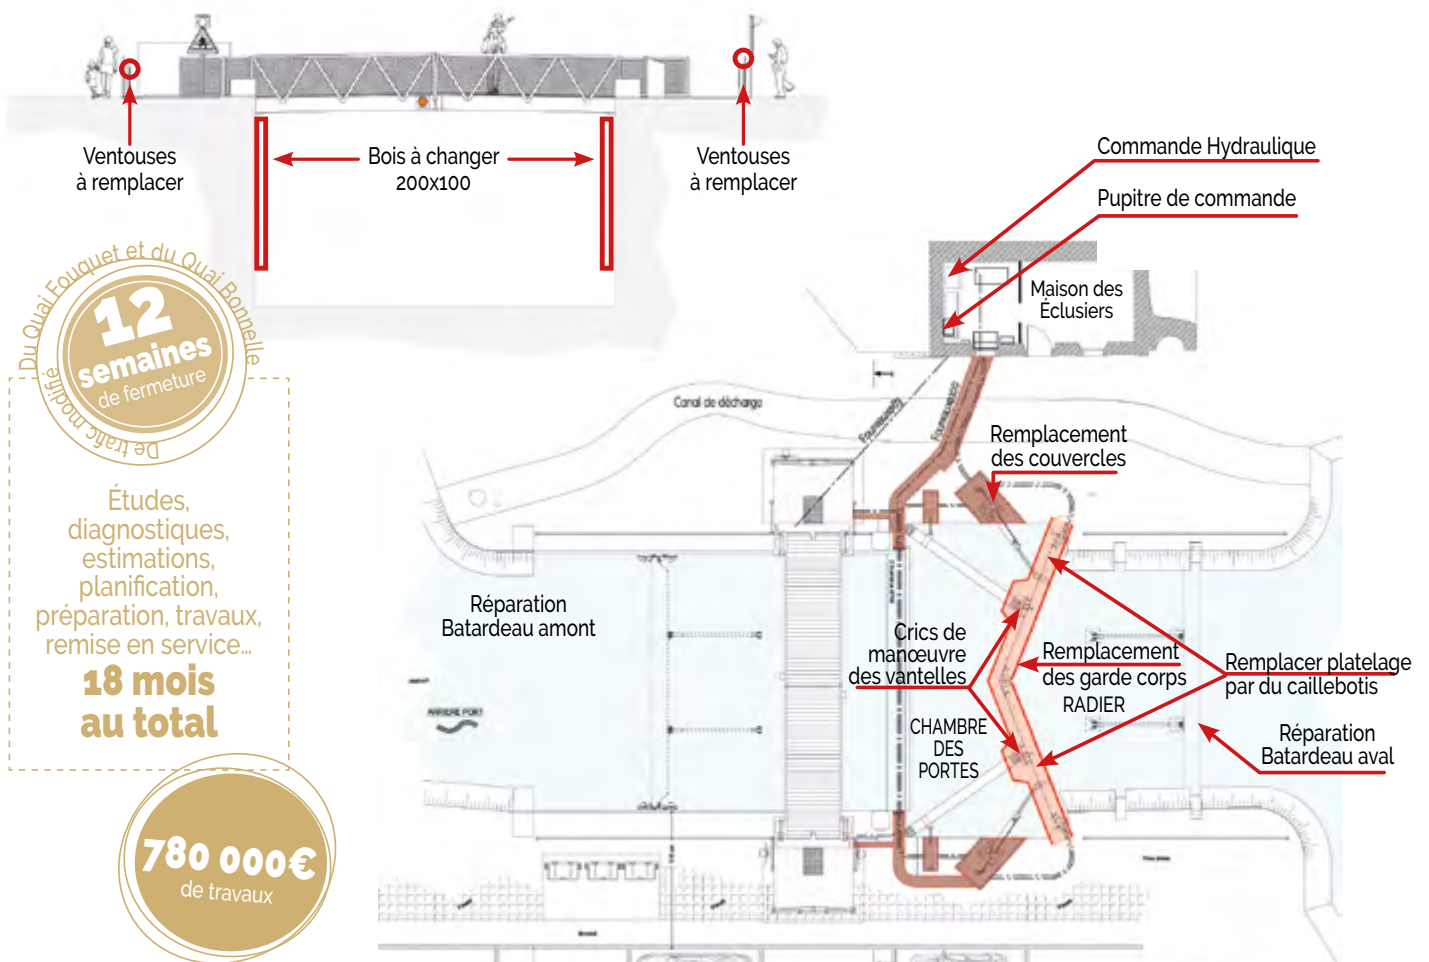 Ventouses
à remplacer
Bois à changer
200x100
Ventouses
à remplacer
Commande Hydraulique
Pupitre de commande
Maison des
Éclusiers
Du Quai Fouquet et du Quai Bonnelle
12
semaines
de fermeture
De trafic modifié
Études,
diagnostiques,
estimations,
planification,
préparation, travaux,
remise en service...
18 mois
au total
780 000€
de travaux
Canal de décharge
Fourreaux
Remplacement
des couvercles
Réparation
Batardeau amont
Crics de
manœuvre
des vantelles
Remplacement
des garde corps
RADIER
Remplacer platelage
par du caillebotis
CHAMBRE
DES
PORTES
Réparation
Batardeau aval
ARRIERE PORT